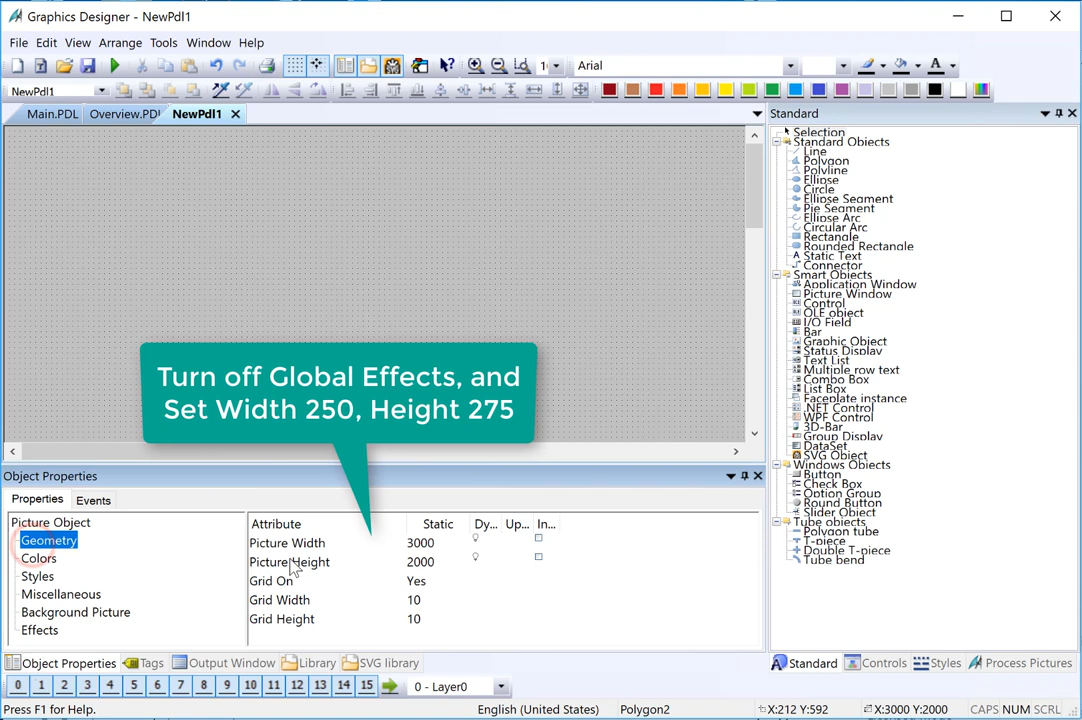 Graphics Designer - NewPdl1
File Edit View Arrange Tools Window Help
Arial
NewPdl1
Main.PDL Overview.PD NewPdl1
Standard
Selection
Standard Objects
Line
Polygon
Polyline
Ellipse
Circle
Ellipse Segment
Pie Segment
Ellipse Arc
Circular Arc
Rectangle
Rounded Rectangle
Static Text
Connector
Smart Objects
Application Window
Picture Window
Control
OLE object
I/O Field
Bar
Graphic Object
Status Display
Text List
Multiple row text
Combo Box
List Box
Faceplate instance
.NET Control
WPF Control
3D-Bar
Group Display
DataSet
SVG Object
Windows Objects
Button
Check Box
Option Group
Round Button
Slider Object
Tube objects
Polygon tube
T-piece
Double T-piece
Tube bend
Turn off Global Effects, and
Set Width 250, Height 275
Object Properties
Properties Events
Picture Object
Geometry
Colors
Styles
Miscellaneous
Background Picture
Effects
Attribute Static Dy... Up... In...
Picture Width 3000
Picture Height 2000
Grid On Yes
Grid Width 10
Grid Height 10
Object Properties Tags Output Window Library SVG library
Standard Controls Styles Process Pictures
0 1 2 3 4 5 6 7 8 9 10 11 12 13 14 15 0 - Layer0
Press F1 for Help. English (United States) Polygon2 X:212 Y:592 X:3000 Y:2000 CAPS NUM SCRL